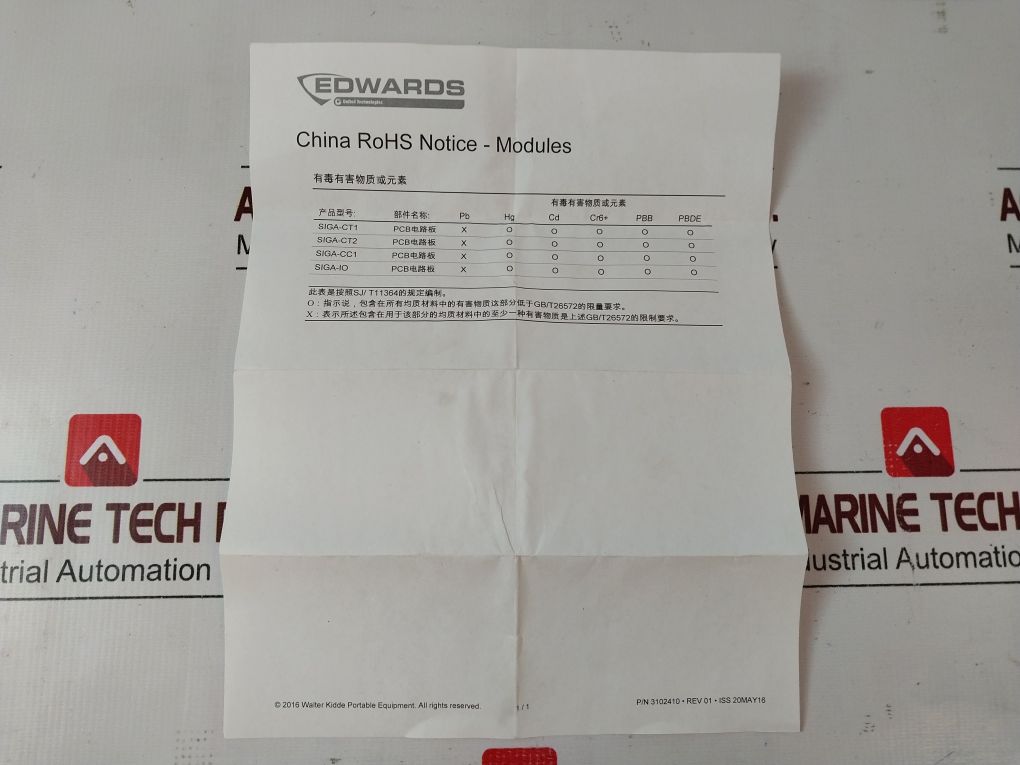 EDWARDS
United Technologies
China RoHS Notice - Modules
有毒有害物质或元素
有毒有害物质或元素
产品型号: 部件名称: Pb Hg Cd Cr6+ PBB PBDE
SIGA-CT1 PCB电路板 X O O O O O
SIGA-CT2 PCB电路板 X O O O O O
SIGA-CC1 PCB电路板 X O O O O O
SIGA-IO PCB电路板 X O O O O O
此表是按照SJ/ T11364的规定编制。
O：指示说，包含在所有均质材料中的有害物质这部分低于GB/T26572的限量要求。
X：表示所述包含在用于该部分的均质材料中的至少一种有害物质是上述GB/T26572的限制要求。
© 2016 Walter Kidde Portable Equipment. All rights reserved. 1 / 1 P/N 3102410 • REV 01 • ISS 20MAY16
ARINE TECH
trial Automation
MARINE TECH
dustrial Automatio